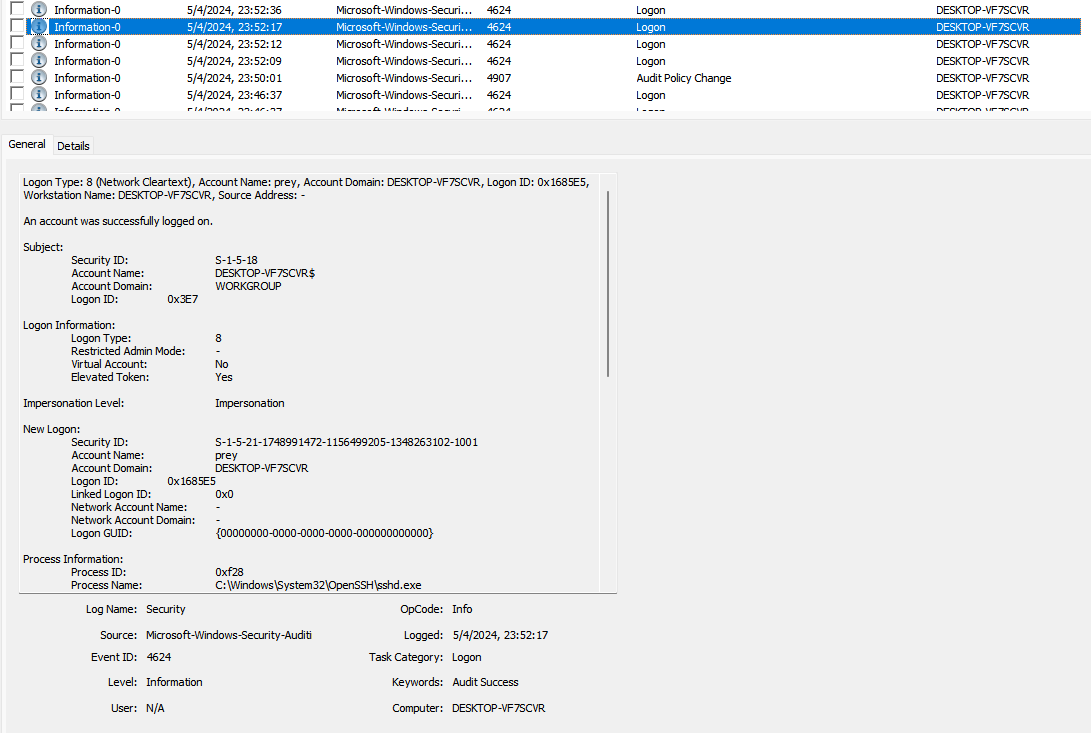 Information-0 5/4/2024, 23:52:36 Microsoft-Windows-Securi... 4624 Logon DESKTOP-VF7SCVR
Information-0 5/4/2024, 23:52:17 Microsoft-Windows-Securi... 4624 Logon DESKTOP-VF7SCVR
Information-0 5/4/2024, 23:52:12 Microsoft-Windows-Securi... 4624 Logon DESKTOP-VF7SCVR
Information-0 5/4/2024, 23:52:09 Microsoft-Windows-Securi... 4624 Logon DESKTOP-VF7SCVR
Information-0 5/4/2024, 23:50:01 Microsoft-Windows-Securi... 4907 Audit Policy Change DESKTOP-VF7SCVR
Information-0 5/4/2024, 23:46:37 Microsoft-Windows-Securi... 4624 Logon DESKTOP-VF7SCVR
General Details
Logon Type: 8 (Network Cleartext), Account Name: prey, Account Domain: DESKTOP-VF7SCVR, Logon ID: 0x1685E5,
Workstation Name: DESKTOP-VF7SCVR, Source Address: -
An account was successfully logged on.
Subject:
Security ID: S-1-5-18
Account Name: DESKTOP-VF7SCVR$
Account Domain: WORKGROUP
Logon ID: 0x3E7
Logon Information:
Logon Type: 8
Restricted Admin Mode: -
Virtual Account: No
Elevated Token: Yes
Impersonation Level: Impersonation
New Logon:
Security ID: S-1-5-21-1748991472-1156499205-1348263102-1001
Account Name: prey
Account Domain: DESKTOP-VF7SCVR
Logon ID: 0x1685E5
Linked Logon ID: 0x0
Network Account Name: -
Network Account Domain: -
Logon GUID: {00000000-0000-0000-0000-000000000000}
Process Information:
Process ID: 0xf28
Process Name: C:\Windows\System32\OpenSSH\sshd.exe
Log Name: Security OpCode: Info
Source: Microsoft-Windows-Security-Auditi Logged: 5/4/2024, 23:52:17
Event ID: 4624 Task Category: Logon
Level: Information Keywords: Audit Success
User: N/A Computer: DESKTOP-VF7SCVR